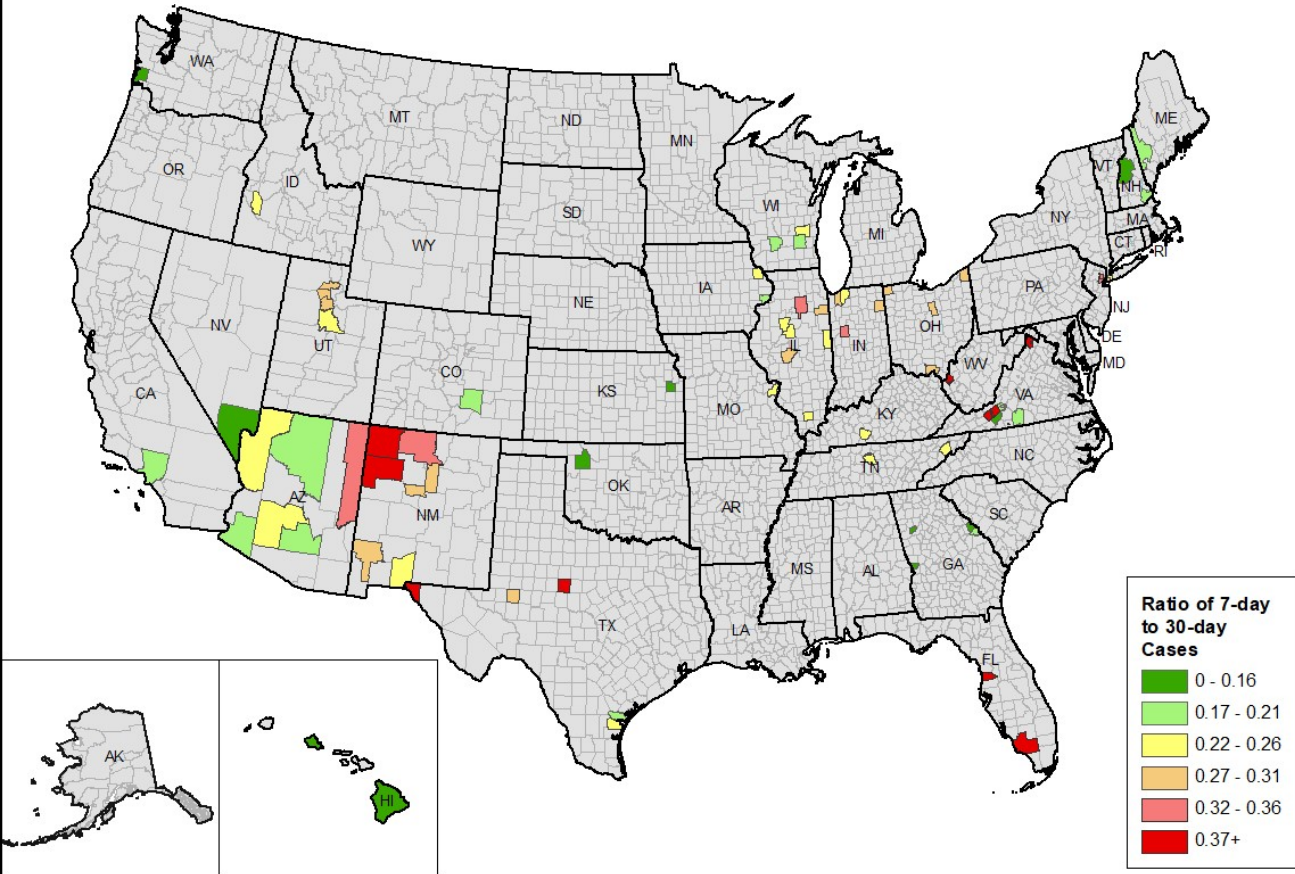 WA
ME
MT
ND
MN
OR
VT
ID
NH
SD
WI
NY
MA
WY
MI
CT
RI
IA
PA
NE
NV
NJ
OH
UT
IL
IN
DE
CO
WV
MD
CA
KS
MO
VA
KY
NC
TN
OK
AZ
AR
SC
NM
GA
MS
AL
TX
LA
FL
AK
HI
Ratio of 7-day
to 30-day
Cases
0 - 0.16
0.17 - 0.21
0.22 - 0.26
0.27 - 0.31
0.32 - 0.36
0.37+